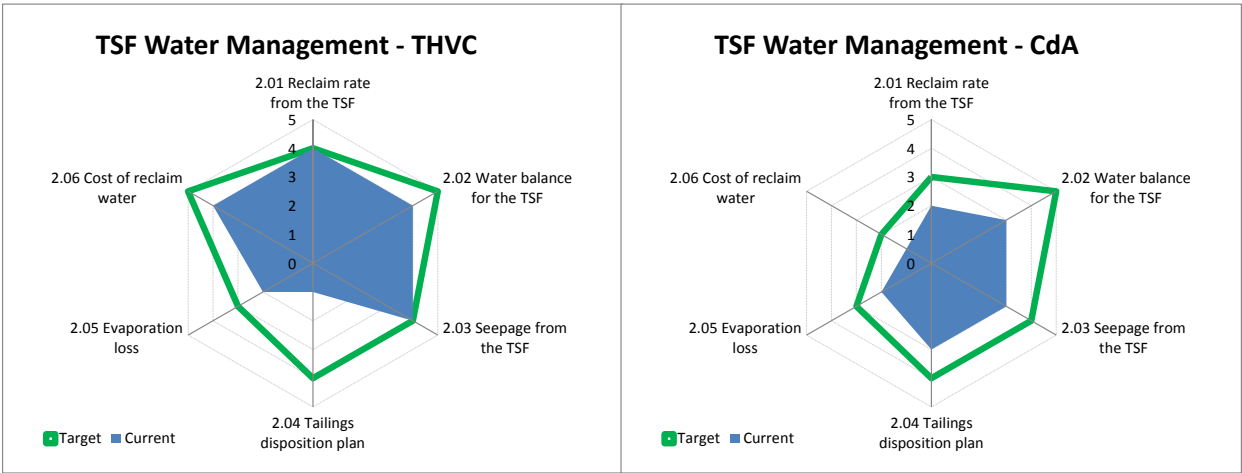 TSF Water Management - THVC
2.01 Reclaim rate
from the TSF
5
4
3
2
1
0
2.02 Water balance
for the TSF
2.03 Seepage from
the TSF
2.04 Tailings
disposition plan
2.05 Evaporation
loss
2.06 Cost of reclaim
water
Target
Current
TSF Water Management - CdA
2.01 Reclaim rate
from the TSF
5
4
3
2
1
0
2.02 Water balance
for the TSF
2.03 Seepage from
the TSF
2.04 Tailings
disposition plan
2.05 Evaporation
loss
2.06 Cost of reclaim
water
Target
Current